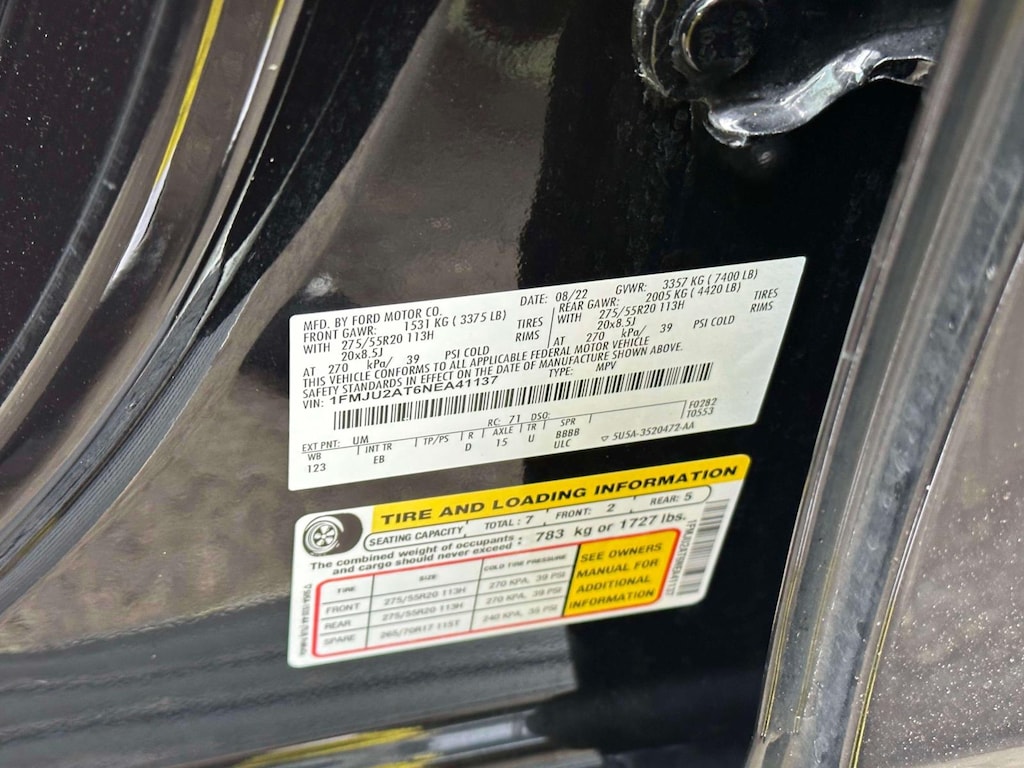 MFD. BY FORD MOTOR CO. DATE: 08/22 GVWR: 3357 KG ( 7400 LB)
FRONT GAWR: 1531 KG ( 3375 LB) REAR GAWR: 2005 KG ( 4420 LB)
WITH 275/55R20 113H TIRES WITH 275/55R20 113H TIRES
20x8.5J RIMS 20x8.5J RIMS
AT 270 kPa/ 39 PSI COLD AT 270 kPa/ 39 PSI COLD
THIS VEHICLE CONFORMS TO ALL APPLICABLE FEDERAL MOTOR VEHICLE
SAFETY STANDARDS IN EFFECT ON THE DATE OF MANUFACTURE SHOWN ABOVE.
VIN: 1FMJU2AT6NEA41137 TYPE: MPV
F0282
T0553
EXT PNT: UM RC: 71 DSO:
WB INT TR TP/PS R AXLE TR SPR
123 EB D 15 U BBBB
ULC
5U5A-3520472-AA
TIRE AND LOADING INFORMATION
SEATING CAPACITY TOTAL: 7 FRONT: 2 REAR: 5
The combined weight of occupants and cargo should never exceed : 783 kg or 1727 lbs.
TIRE SIZE COLD TIRE PRESSURE
FRONT 275/55R20 113H 270 KPA, 39 PSI
REAR 275/55R20 113H 270 KPA, 39 PSI
SPARE 265/70R17 115T 240 KPA, 35 PSI
SEE OWNERS
MANUAL FOR
ADDITIONAL
INFORMATION